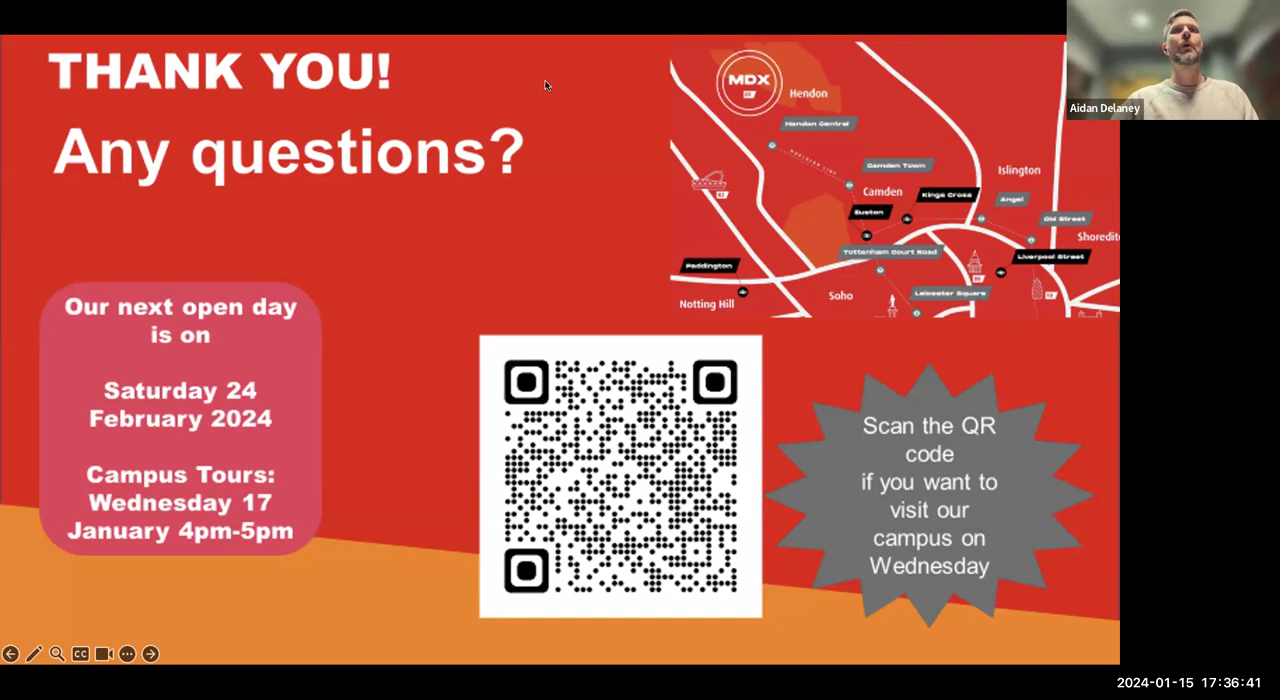 THANK YOU!
Any questions?
MDX
Hendon
Hendon Central
Camden Town
Camden
Islington
Kings Cross
Angel
Euston
Old Street
Tottenham Court Road
Liverpool Street
Paddington
Leicester Square
Soho
Notting Hill
Aidan Delaney
Our next open day
is on
Saturday 24
February 2024
Campus Tours:
Wednesday 17
January 4pm-5pm
Scan the QR
code
if you want to
visit our
campus on
Wednesday
CC
2024-01-15 17:36:41